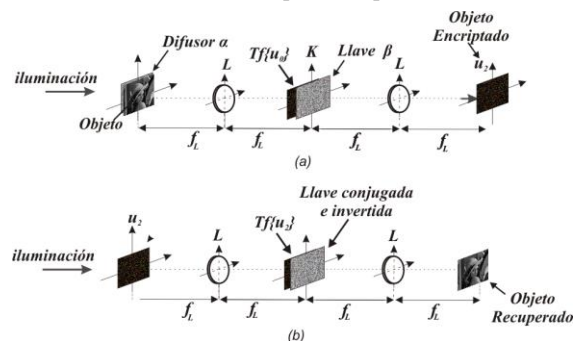 Objeto
Encriptado
Difusor α
Tf{u₀}
K
Llave β
u₂
iluminación
L
L
Objeto
f_L
f_L
f_L
f_L
(a)
u₂
Llave conjugada
e invertida
Tf{u₂}
iluminación
L
L
Objeto
Recuperado
f_L
f_L
f_L
f_L
(b)